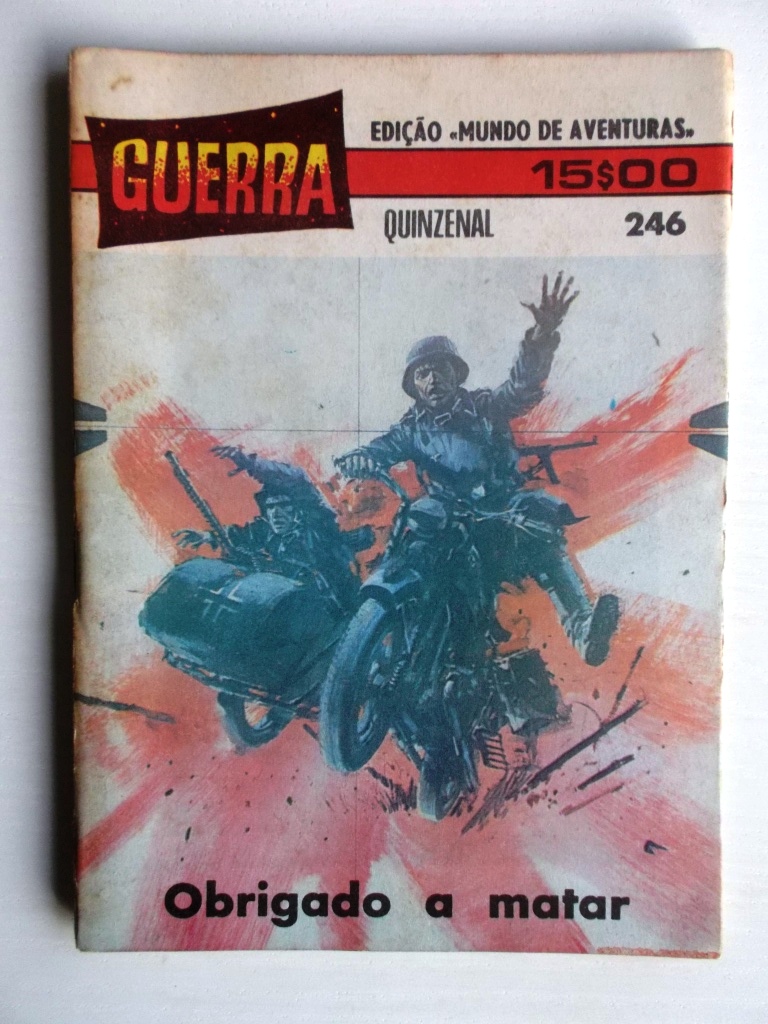 GUERRA
EDIÇÃO «MUNDO DE AVENTURAS»
15$00
QUINZENAL 246
Obrigado a matar